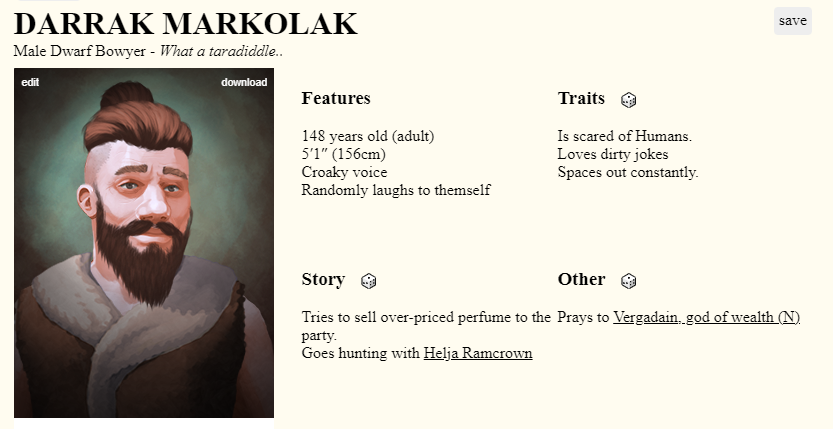 DARRAK MARKOLAK
save
Male Dwarf Bowyer - What a taradiddle..
edit
download
Features
148 years old (adult)
5′1″ (156cm)
Croaky voice
Randomly laughs to themself
Traits
Is scared of Humans.
Loves dirty jokes
Spaces out constantly.
Story
Tries to sell over-priced perfume to the
party.
Goes hunting with Helja Ramcrown
Other
Prays to Vergadain, god of wealth (N)